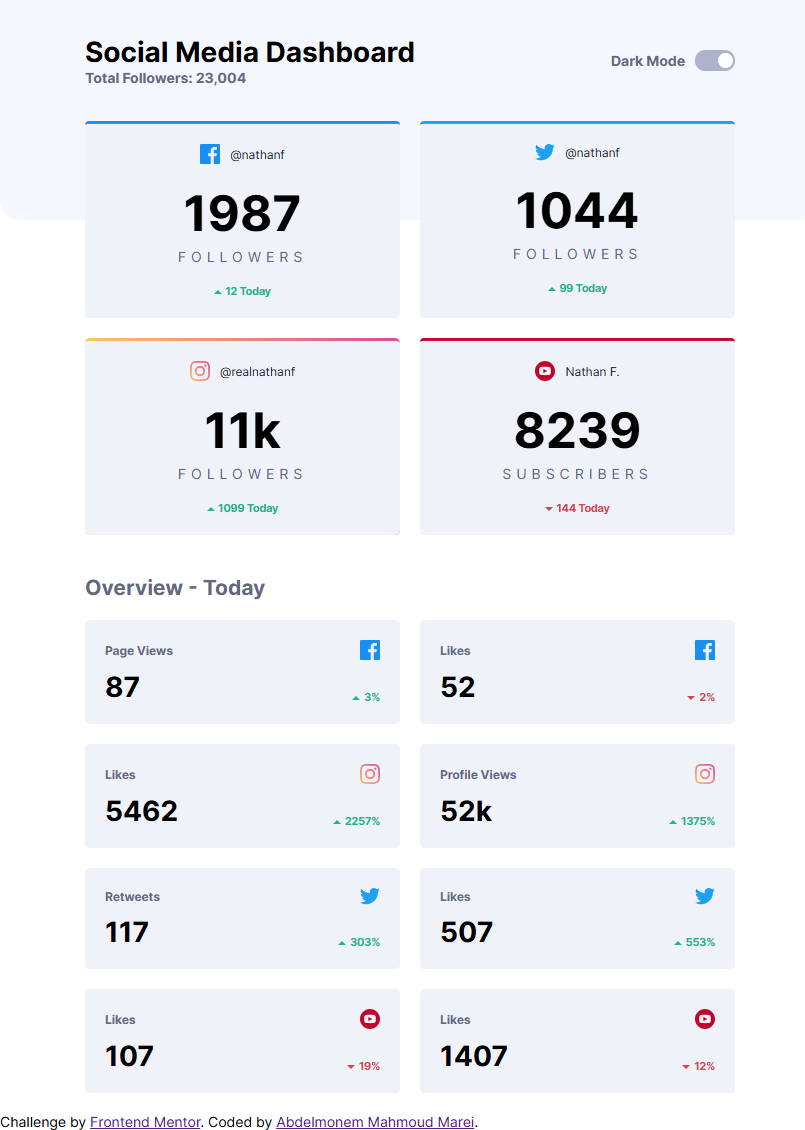 Social Media Dashboard
Total Followers: 23,004
Dark Mode
@nathanf
1987
FOLLOWERS
12 Today
@nathanf
1044
FOLLOWERS
99 Today
@realnathanf
11k
FOLLOWERS
1099 Today
Nathan F.
8239
SUBSCRIBERS
144 Today
Overview - Today
Page Views
87
3%
Likes
52
2%
Likes
5462
2257%
Profile Views
52k
1375%
Retweets
117
303%
Likes
507
553%
Likes
107
19%
Likes
1407
12%
Challenge by Frontend Mentor. Coded by Abdelmonem Mahmoud Marei.